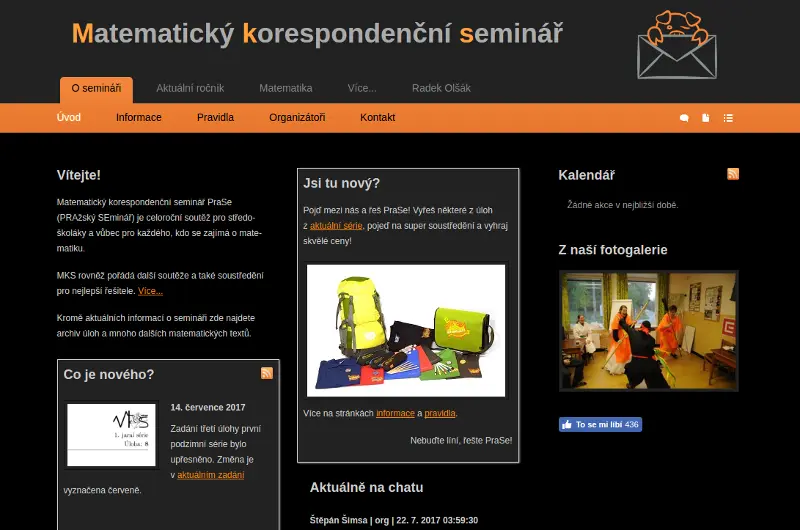 Matematický korespondenční seminář
O semináři
Aktuální ročník
Matematika
Více...
Radek Olšák
Úvod
Informace
Pravidla
Organizátoři
Kontakt
Vítejte!
Matematický korespondenční seminář PraSe
(PRAžský SEminář) je celoroční soutěž pro středo-
školáky a vůbec pro každého, kdo se zajímá o mate-
matiku.
MKS rovněž pořádá další soutěže a také soustředění
pro nejlepší řešitele. Více...
Kromě aktuálních informací o semináři zde najdete
archiv úloh a mnoho dalších matematických textů.
Co je nového?
MKS
1. jarní série
Úloha: 8
14. července 2017
Zadání třetí úlohy první
podzimní série bylo
upřesněno. Změna je
v aktuálním zadání
vyznačena červeně.
Jsi tu nový?
Pojď mezi nás a řeš PraSe! Vyřeš některé z úloh
z aktuální série, pojeď na super soustředění a vyhraj
skvělé ceny!
Více na stránkách informace a pravidla.
Nebuďte líní, řešte PraSe!
Aktuálně na chatu
Štěpán Šimsa | org | 22. 7. 2017 03:59:30
Kalendář
Žádné akce v nejbližší době.
Z naší fotogalerie
To se mi líbí 436